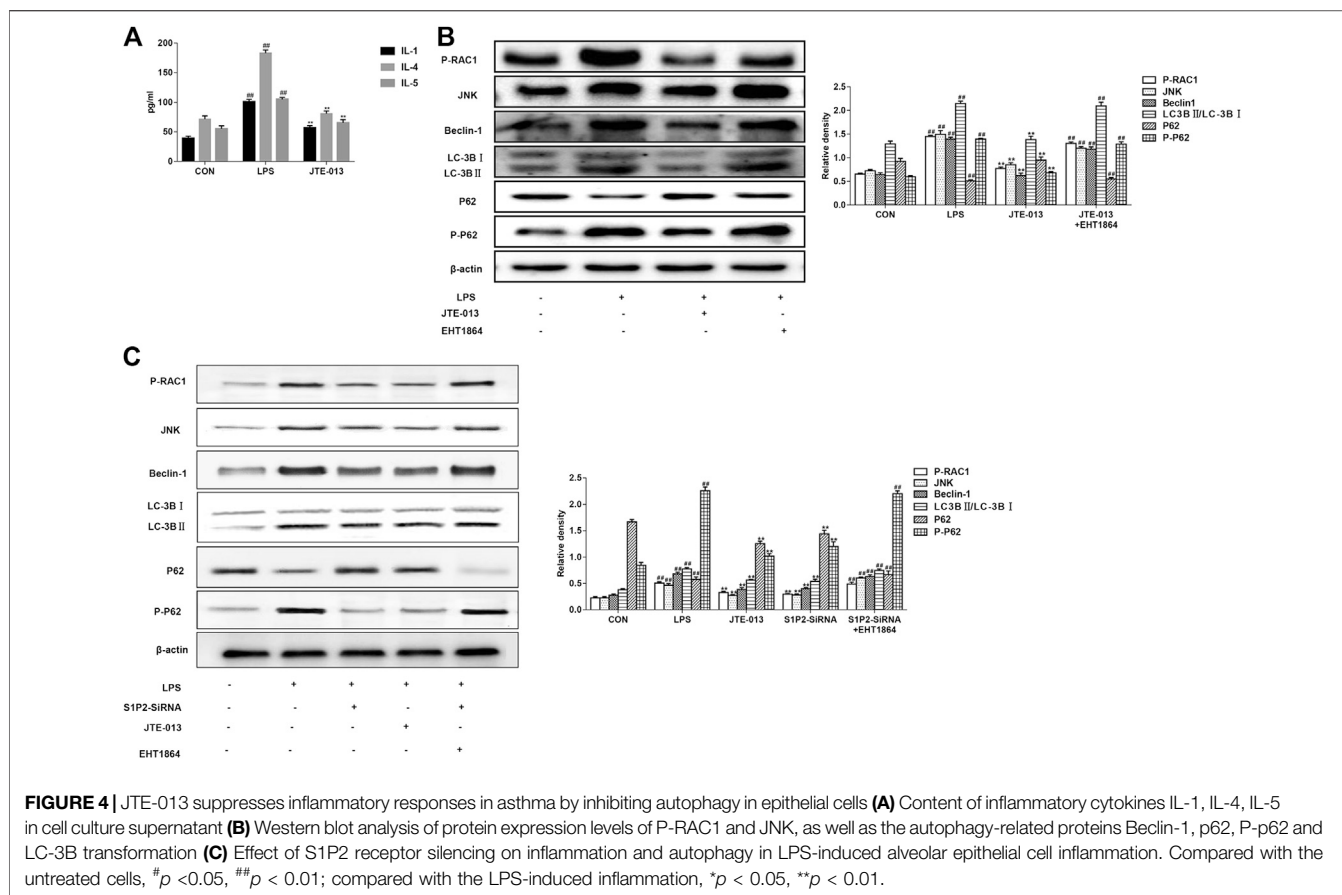 A
200
150
100
50
0
pg/ml
## ## ##
** ** **
CON LPS JTE-013
IL-1
IL-4
IL-5
B
P-RAC1
JNK
Beclin-1
LC-3B Ⅰ
LC-3B Ⅱ
P62
P-P62
β-actin
LPS - + + +
JTE-013 - - + -
EHT1864 - - - +
2.5
2.0
1.5
1.0
0.5
0.0
Relative density
## ## ## ## ## ##
** ** ** ** ** **
## ## ## ## ## ##
CON LPS JTE-013 JTE-013
+EHT1864
P-RAC1
JNK
Beclin1
LC3B Ⅱ/LC3B Ⅰ
P62
P-P62
C
P-RAC1
JNK
Beclin-1
LC-3B Ⅰ
LC-3B Ⅱ
P62
P-P62
β-actin
LPS - + + + +
S1P2-SiRNA - - + - +
JTE-013 - - - + -
EHT1864 - - - - +
2.5
2.0
1.5
1.0
0.5
0.0
Relative density
## ## ## ## ## ##
** ** ** ** ** **
** ** ** ** ** **
## ## ## ## ## ##
CON LPS JTE-013 S1P2-SiRNA S1P2-SiRNA
+EHT1864
P-RAC1
JNK
Beclin-1
LC3B Ⅱ/LC-3B Ⅰ
P62
P-P62
FIGURE 4 | JTE-013 suppresses inflammatory responses in asthma by inhibiting autophagy in epithelial cells (A) Content of inflammatory cytokines IL-1, IL-4, IL-5
in cell culture supernatant (B) Western blot analysis of protein expression levels of P-RAC1 and JNK, as well as the autophagy-related proteins Beclin-1, p62, P-p62 and
LC-3B transformation (C) Effect of S1P2 receptor silencing on inflammation and autophagy in LPS-induced alveolar epithelial cell inflammation. Compared with the
untreated cells, #p <0.05, ##p < 0.01; compared with the LPS-induced inflammation, *p < 0.05, **p < 0.01.